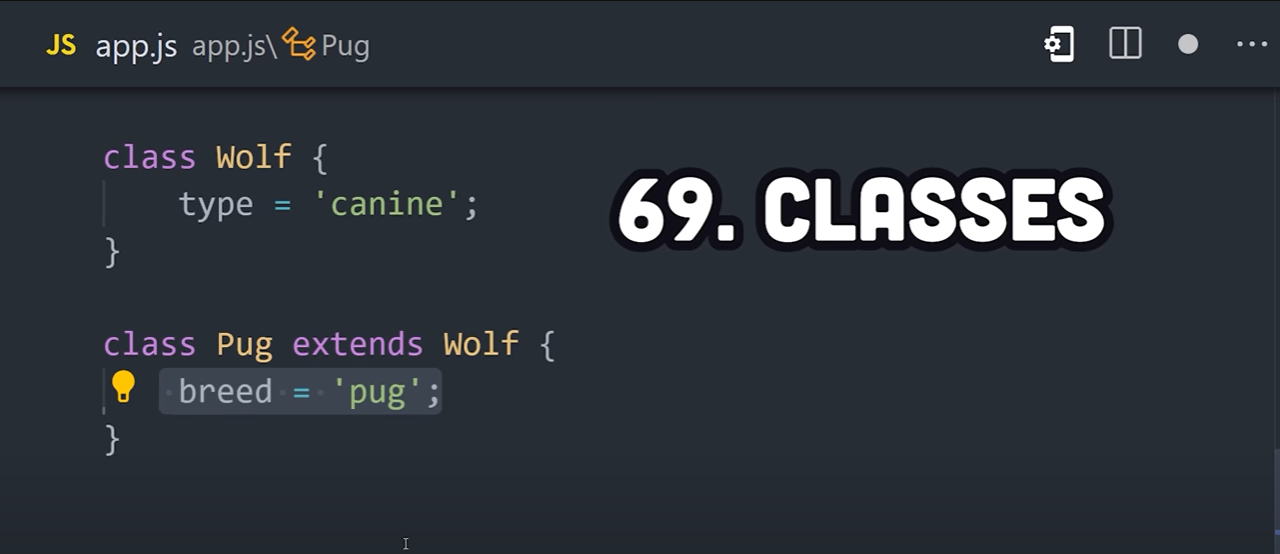 JS app.js app.js\Pug
class Wolf {
type = 'canine';
}
69. CLASSES
class Pug extends Wolf {
breed = 'pug';
}